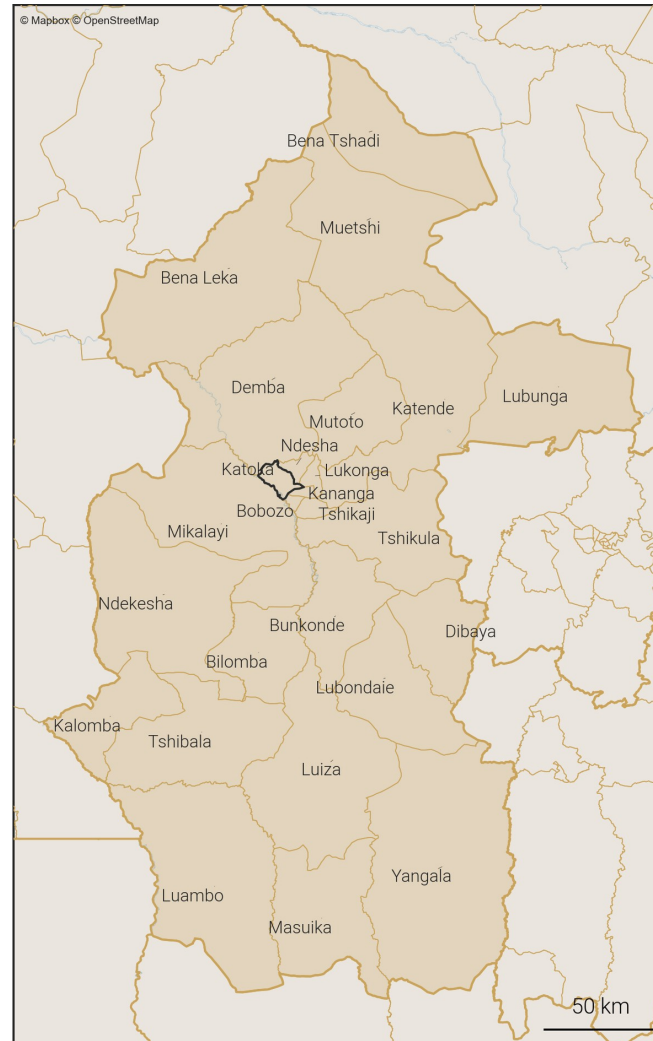 © Mapbox © OpenStreetMap
Bena Tshadi
Muetshi
Bena Leka
Demba
Katende
Lubunga
Mutoto
Ndesha
Katoka
Lukonga
Kananga
Bobozo
Tshikaji
Mikalayi
Tshikula
Ndekesha
Bunkonde
Dibaya
Bilomba
Lubondaie
Kalomba
Tshibala
Luiza
Yangala
Luambo
Masuika
50 km